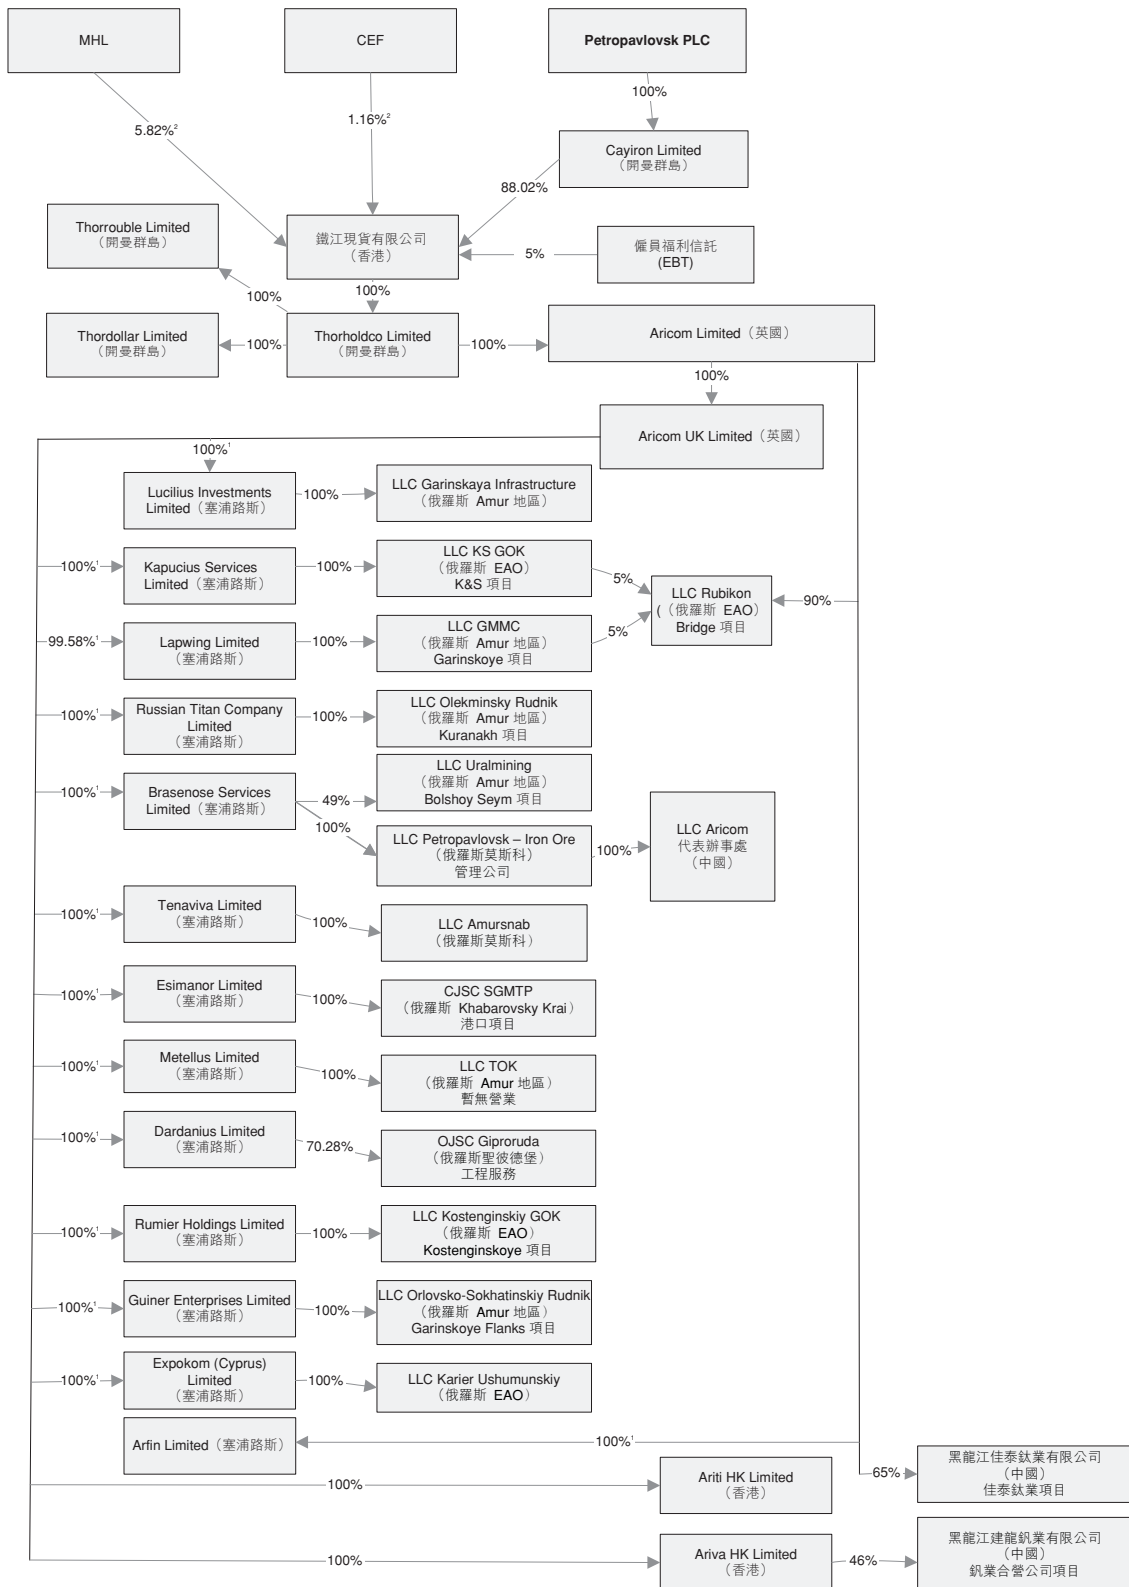 MHL
CEF
Petropavlovsk PLC
100%
5.82%²
1.16%²
Cayiron Limited
（開曼群島）
88.02%
Thorrouble Limited
（開曼群島）
鐵江現貨有限公司
（香港）
5%
僱員福利信託
(EBT)
100%
100%
Thordollar Limited
（開曼群島）
100%
Thorholdco Limited
（開曼群島）
100%
Aricom Limited（英國）
100%
Aricom UK Limited（英國）
100%¹
Lucilius Investments
Limited（塞浦路斯）
100%
LLC Garinskaya Infrastructure
（俄羅斯 Amur 地區）
100%¹
Kapucius Services
Limited（塞浦路斯）
100%
LLC KS GOK
（俄羅斯 EAO）
K&S 項目
5%
LLC Rubikon
(（俄羅斯 EAO）
Bridge 項目
90%
99.58%¹
Lapwing Limited
（塞浦路斯）
100%
LLC GMMC
（俄羅斯 Amur 地區）
Garinskoye 項目
5%
100%¹
Russian Titan Company
Limited
（塞浦路斯）
100%
LLC Olekminsky Rudnik
（俄羅斯 Amur 地區）
Kuranakh 項目
100%¹
Brasenose Services
Limited（塞浦路斯）
49%
LLC Uralmining
（俄羅斯 Amur 地區）
Bolshoy Seym 項目
100%
LLC Petropavlovsk – Iron Ore
（俄羅斯莫斯科）
管理公司
100%
LLC Aricom
代表辦事處
（中國）
100%¹
Tenaviva Limited
（塞浦路斯）
100%
LLC Amursnab
（俄羅斯莫斯科）
100%¹
Esimanor Limited
（塞浦路斯）
100%
CJSC SGMTP
（俄羅斯 Khabarovsky Krai）
港口項目
100%¹
Metellus Limited
（塞浦路斯）
100%
LLC TOK
（俄羅斯 Amur 地區）
暫無營業
100%¹
Dardanius Limited
（塞浦路斯）
70.28%
OJSC Giproruda
（俄羅斯聖彼德堡）
工程服務
100%¹
Rumier Holdings Limited
（塞浦路斯）
100%
LLC Kostenginskiy GOK
（俄羅斯 EAO）
Kostenginskoye 項目
100%¹
Guiner Enterprises Limited
（塞浦路斯）
100%
LLC Orlovsko-Sokhatinskiy Rudnik
（俄羅斯 Amur 地區）
Garinskoye Flanks 項目
100%¹
Expokom (Cyprus)
Limited
（塞浦路斯）
100%
LLC Karier Ushumunskiy
（俄羅斯 EAO）
Arfin Limited（塞浦路斯）
100%¹
100%
Ariti HK Limited
（香港）
65%
黑龍江佳泰鈦業有限公司
（中國）
佳泰鈦業項目
100%
Ariva HK Limited
（香港）
46%
黑龍江建龍釩業有限公司
（中國）
釩業合營公司項目